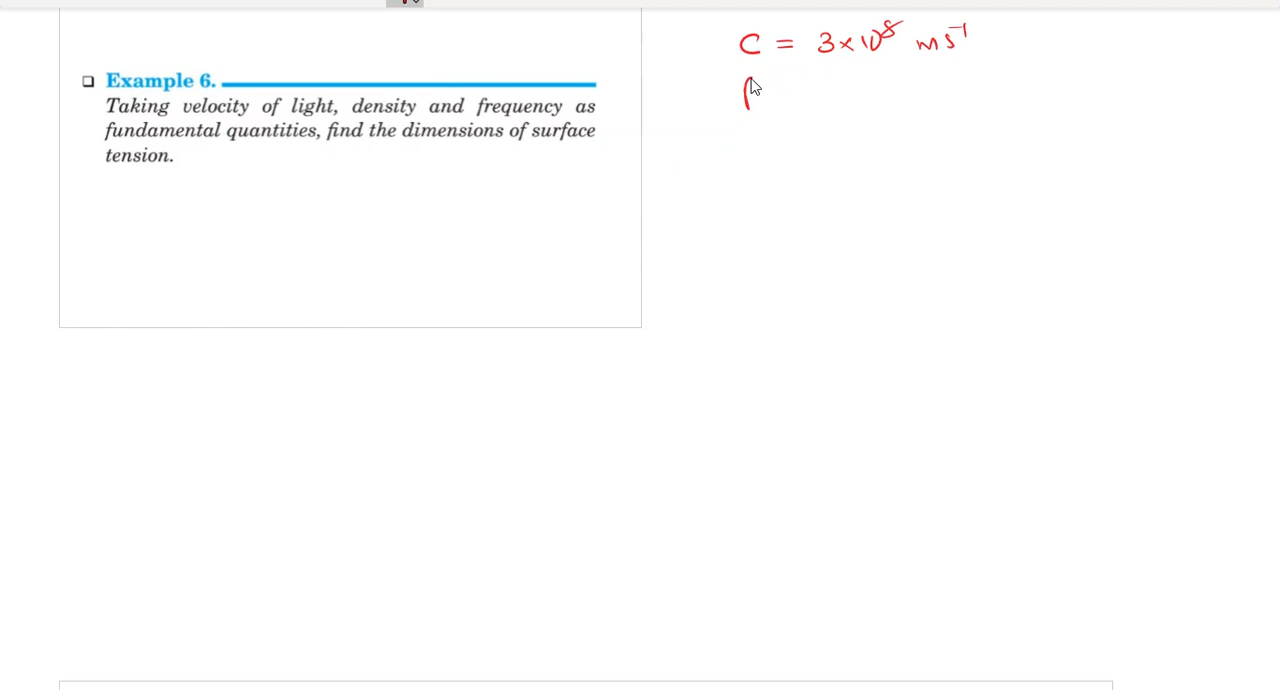 Example 6.
Taking velocity of light, density and frequency as
fundamental quantities, find the dimensions of surface
tension.
C = 3×10⁸ ms⁻¹